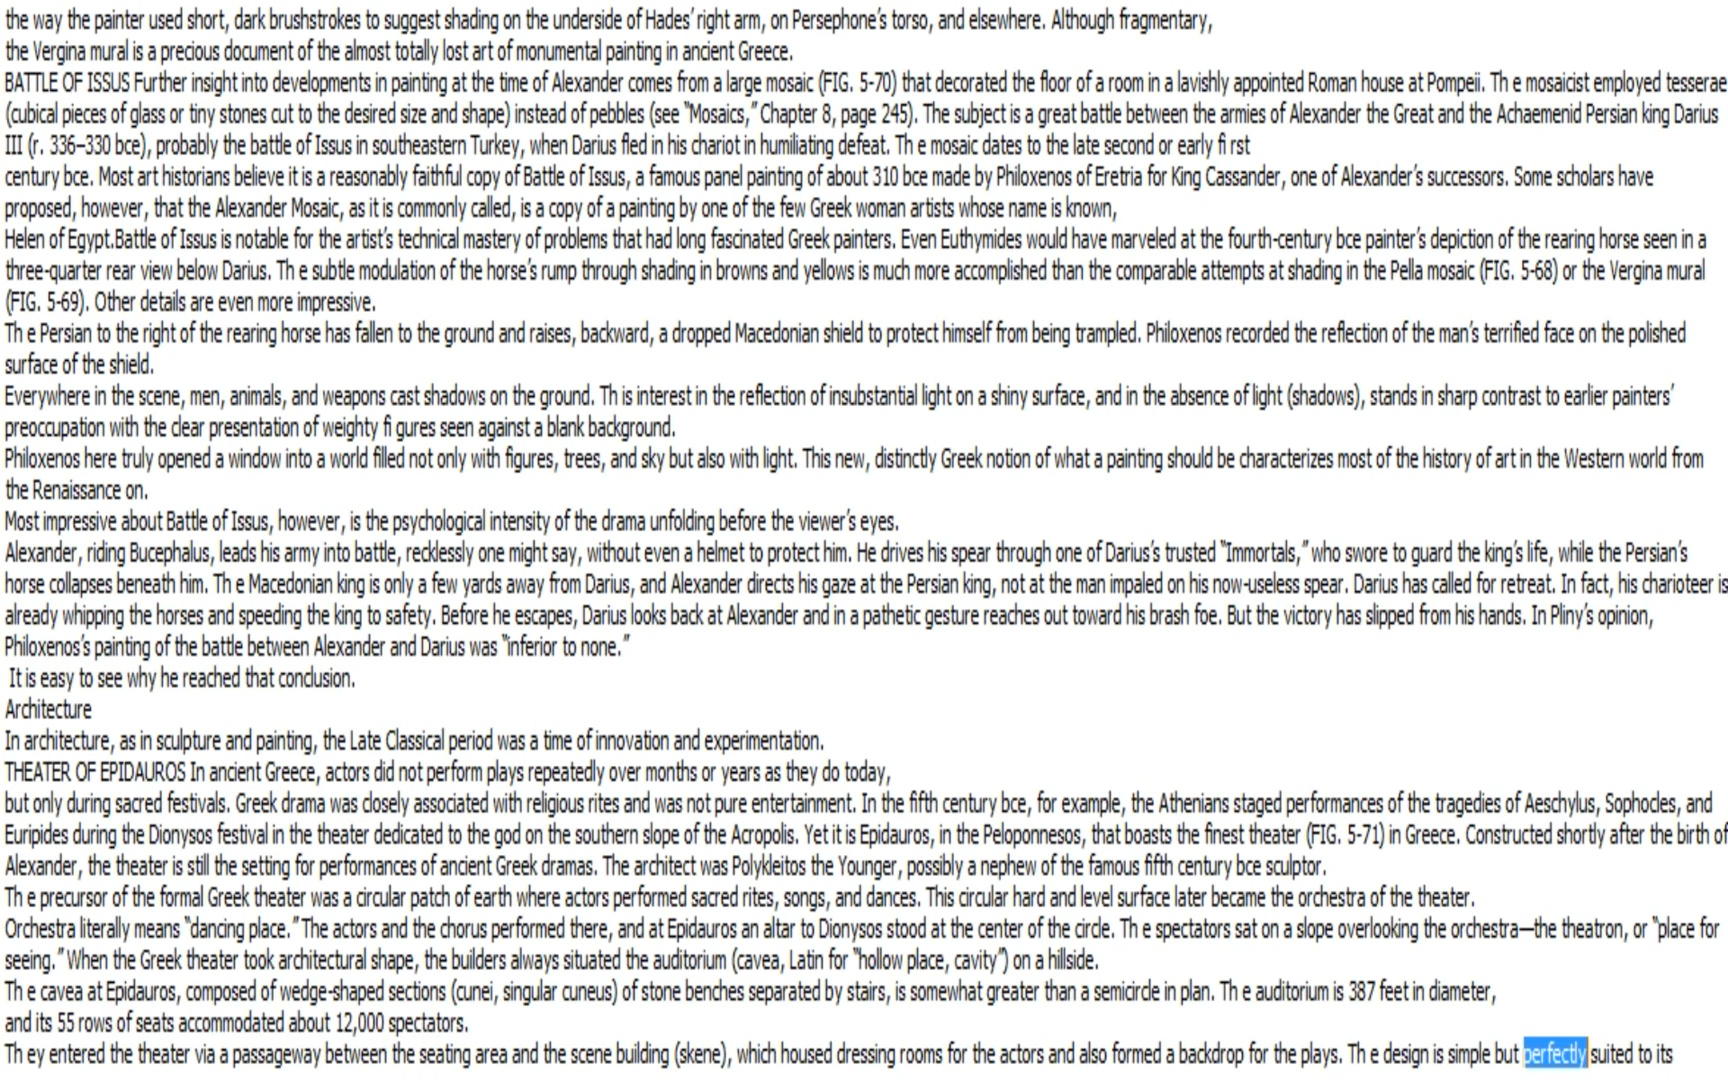 the way the painter used short, dark brushstrokes to suggest shading on the underside of Hades’ right arm, on Persephone’s torso, and elsewhere. Although fragmentary,
the Vergina mural is a precious document of the almost totally lost art of monumental painting in ancient Greece.
BATTLE OF ISSUS Further insight into developments in painting at the time of Alexander comes from a large mosaic (FIG. 5-70) that decorated the floor of a room in a lavishly appointed Roman house at Pompeii. Th e mosaicist employed tesserae
(cubical pieces of glass or tiny stones cut to the desired size and shape) instead of pebbles (see “Mosaics,” Chapter 8, page 245). The subject is a great battle between the armies of Alexander the Great and the Achaemenid Persian king Darius
III (r. 336–330 bce), probably the battle of Issus in southeastern Turkey, when Darius fled in his chariot in humiliating defeat. Th e mosaic dates to the late second or early fi rst
century bce. Most art historians believe it is a reasonably faithful copy of Battle of Issus, a famous panel painting of about 310 bce made by Philoxenos of Eretria for King Cassander, one of Alexander’s successors. Some scholars have
proposed, however, that the Alexander Mosaic, as it is commonly called, is a copy of a painting by one of the few Greek woman artists whose name is known,
Helen of Egypt.Battle of Issus is notable for the artist’s technical mastery of problems that had long fascinated Greek painters. Even Euthymides would have marveled at the fourth-century bce painter’s depiction of the rearing horse seen in a
three-quarter rear view below Darius. Th e subtle modulation of the horse’s rump through shading in browns and yellows is much more accomplished than the comparable attempts at shading in the Pella mosaic (FIG. 5-68) or the Vergina mural
(FIG. 5-69). Other details are even more impressive.
Th e Persian to the right of the rearing horse has fallen to the ground and raises, backward, a dropped Macedonian shield to protect himself from being trampled. Philoxenos recorded the reflection of the man’s terrified face on the polished
surface of the shield.
Everywhere in the scene, men, animals, and weapons cast shadows on the ground. Th is interest in the reflection of insubstantial light on a shiny surface, and in the absence of light (shadows), stands in sharp contrast to earlier painters’
preoccupation with the clear presentation of weighty fi gures seen against a blank background.
Philoxenos here truly opened a window into a world filled not only with figures, trees, and sky but also with light. This new, distinctly Greek notion of what a painting should be characterizes most of the history of art in the Western world from
the Renaissance on.
Most impressive about Battle of Issus, however, is the psychological intensity of the drama unfolding before the viewer’s eyes.
Alexander, riding Bucephalus, leads his army into battle, recklessly one might say, without even a helmet to protect him. He drives his spear through one of Darius’s trusted “Immortals,” who swore to guard the king’s life, while the Persian’s
horse collapses beneath him. Th e Macedonian king is only a few yards away from Darius, and Alexander directs his gaze at the Persian king, not at the man impaled on his now-useless spear. Darius has called for retreat. In fact, his charioteer is
already whipping the horses and speeding the king to safety. Before he escapes, Darius looks back at Alexander and in a pathetic gesture reaches out toward his brash foe. But the victory has slipped from his hands. In Pliny’s opinion,
Philoxenos’s painting of the battle between Alexander and Darius was “inferior to none.”
It is easy to see why he reached that conclusion.
Architecture
In architecture, as in sculpture and painting, the Late Classical period was a time of innovation and experimentation.
THEATER OF EPIDAUROS In ancient Greece, actors did not perform plays repeatedly over months or years as they do today,
but only during sacred festivals. Greek drama was closely associated with religious rites and was not pure entertainment. In the fifth century bce, for example, the Athenians staged performances of the tragedies of Aeschylus, Sophocles, and
Euripides during the Dionysos festival in the theater dedicated to the god on the southern slope of the Acropolis. Yet it is Epidauros, in the Peloponnesos, that boasts the finest theater (FIG. 5-71) in Greece. Constructed shortly after the birth of
Alexander, the theater is still the setting for performances of ancient Greek dramas. The architect was Polykleitos the Younger, possibly a nephew of the famous fifth century bce sculptor.
Th e precursor of the formal Greek theater was a circular patch of earth where actors performed sacred rites, songs, and dances. This circular hard and level surface later became the orchestra of the theater.
Orchestra literally means “dancing place.” The actors and the chorus performed there, and at Epidauros an altar to Dionysos stood at the center of the circle. Th e spectators sat on a slope overlooking the orchestra—the theatron, or “place for
seeing.” When the Greek theater took architectural shape, the builders always situated the auditorium (cavea, Latin for “hollow place, cavity”) on a hillside.
Th e cavea at Epidauros, composed of wedge-shaped sections (cunei, singular cuneus) of stone benches separated by stairs, is somewhat greater than a semicircle in plan. Th e auditorium is 387 feet in diameter,
and its 55 rows of seats accommodated about 12,000 spectators.
Th ey entered the theater via a passageway between the seating area and the scene building (skene), which housed dressing rooms for the actors and also formed a backdrop for the plays. Th e design is simple but perfectly suited to its